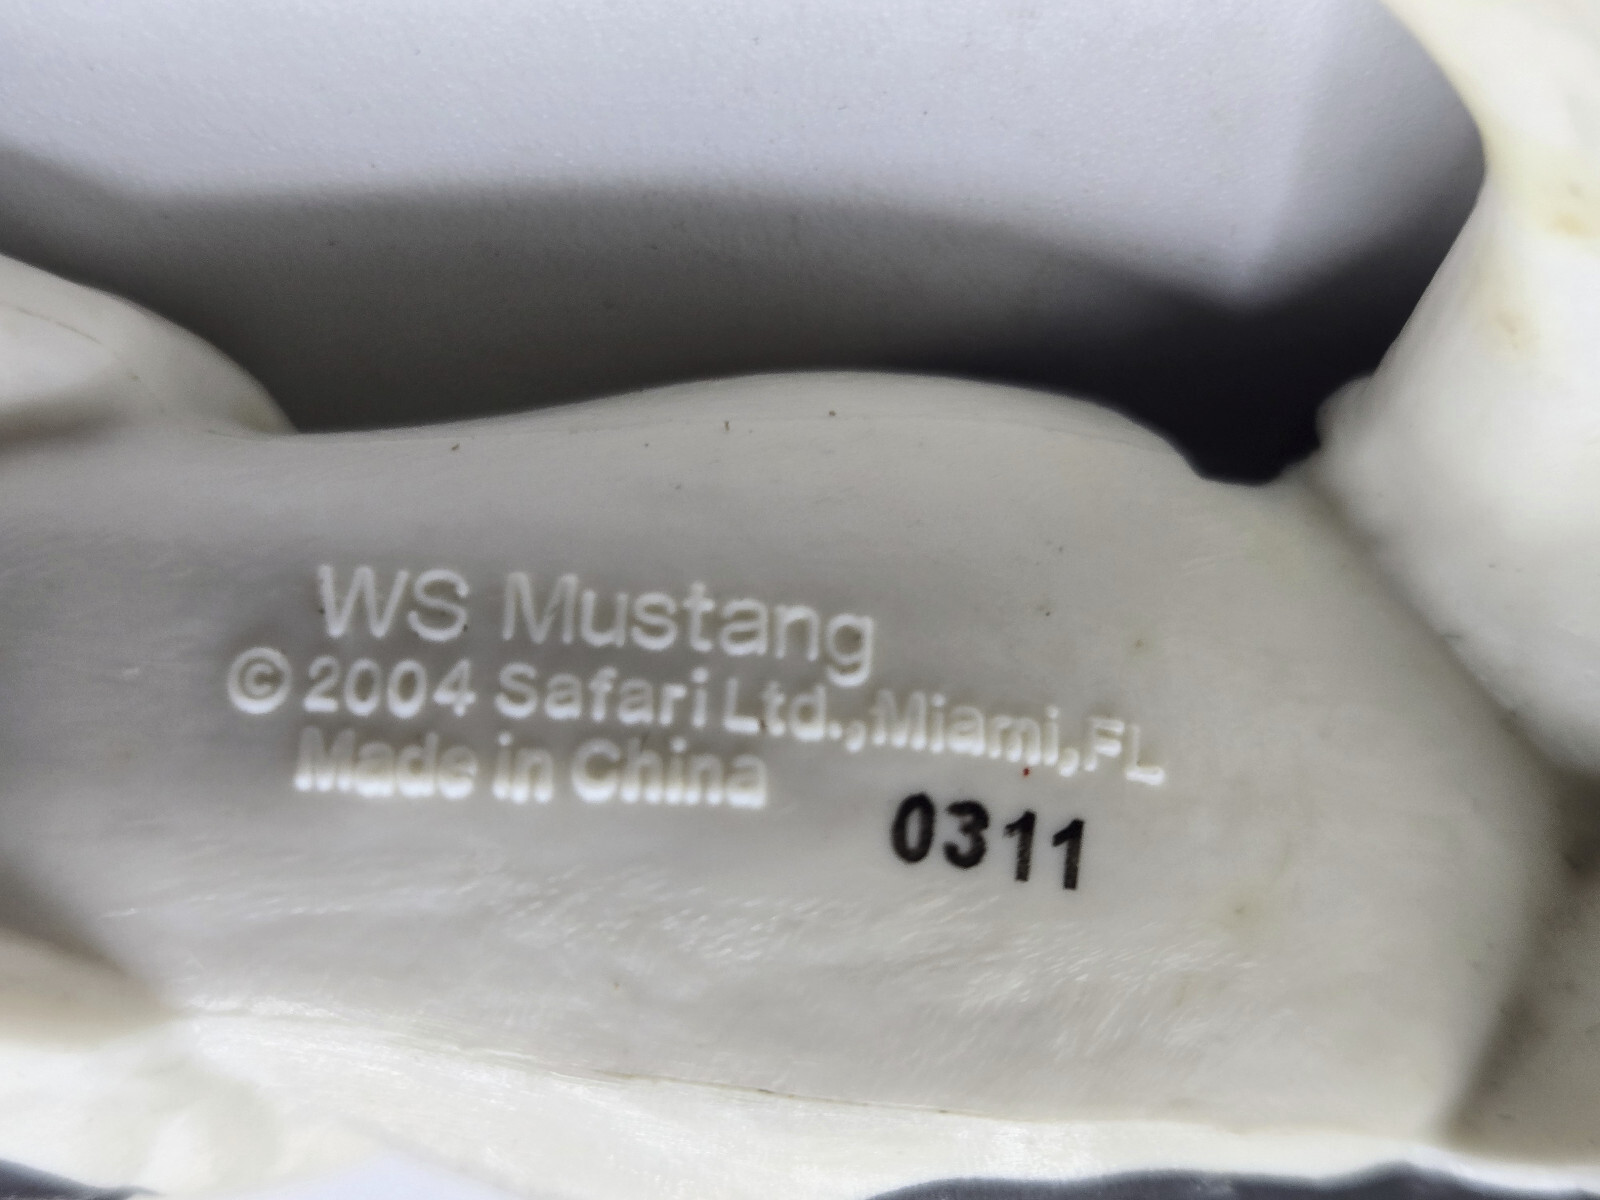 WS Mustang
© 2004 Safari Ltd., Miami, FL
Made in China
0311